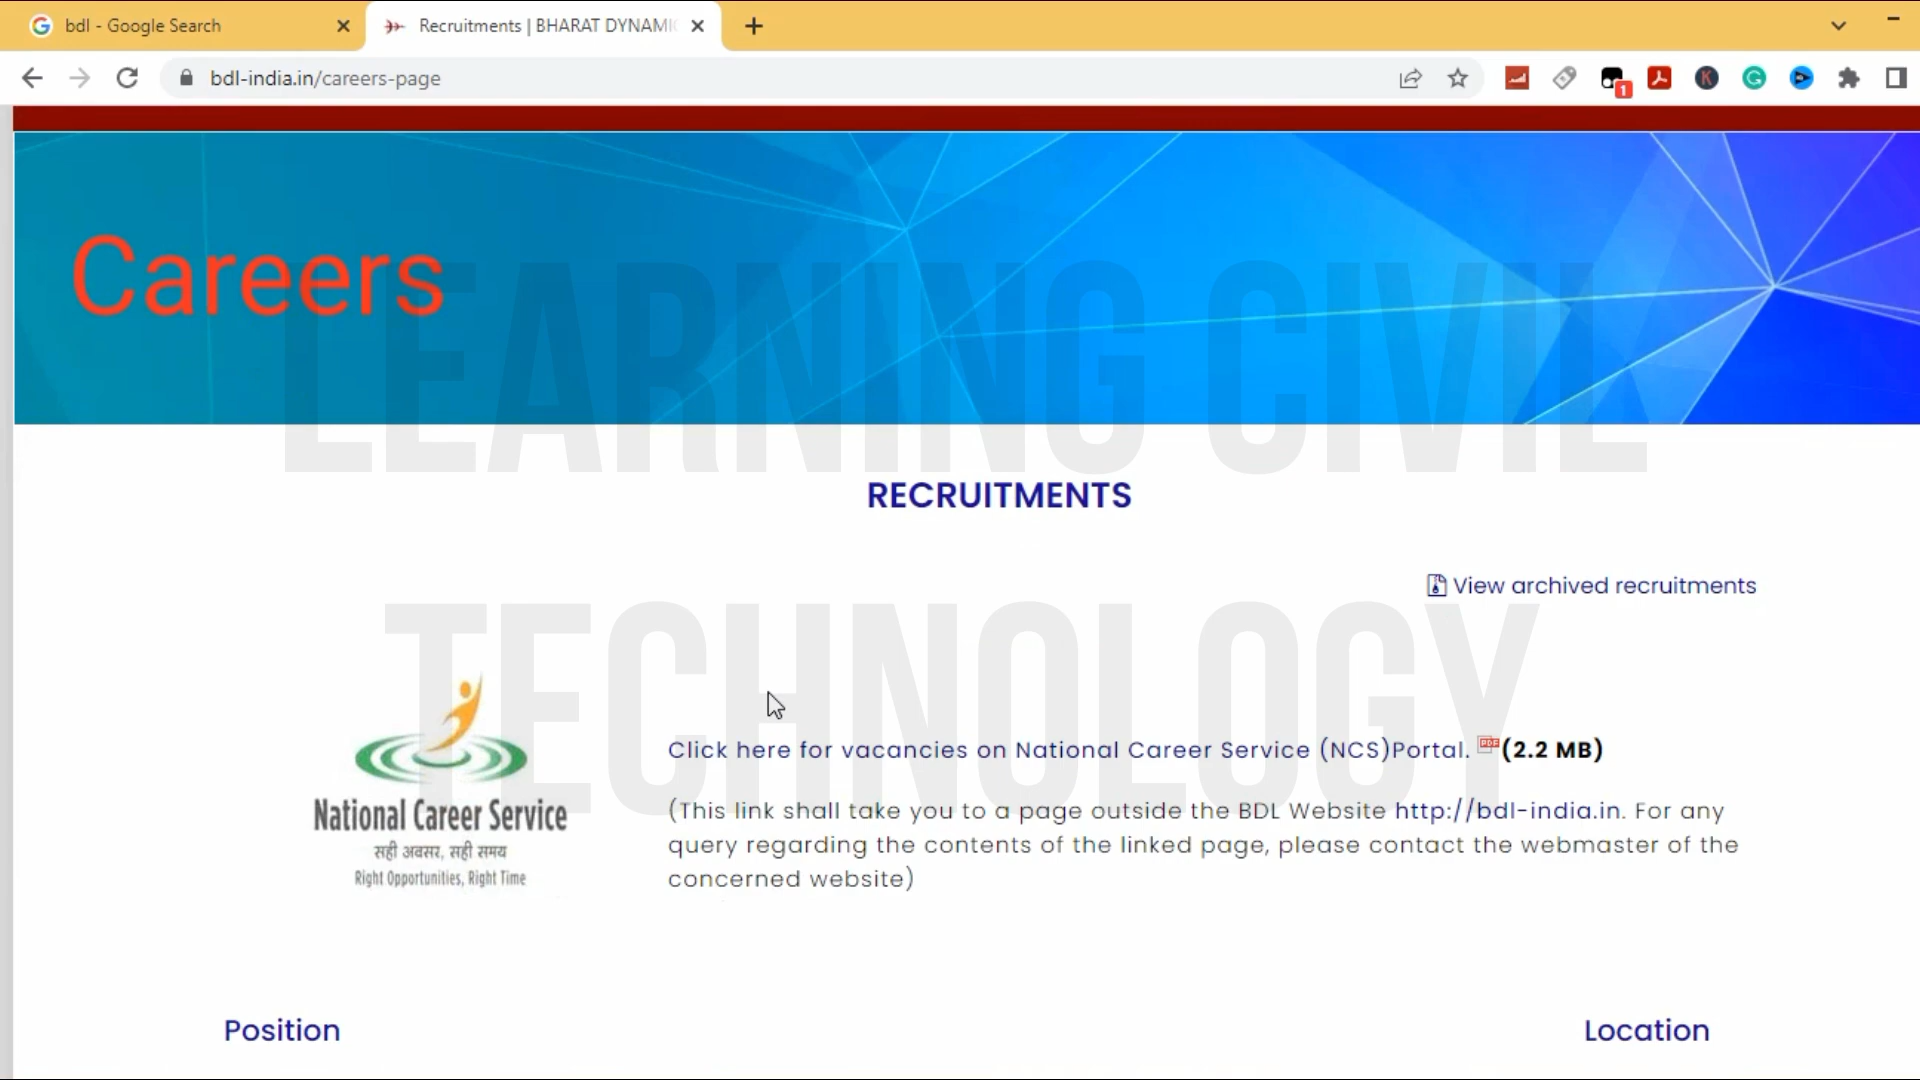 bdl - Google Search
Recruitments | BHARAT DYNAMI
bdl-india.in/careers-page
1
Careers
LEARNING CIVIL
TECHNOLOGY
RECRUITMENTS
View archived recruitments
National Career Service
सही अवसर, सही समय
Right Opportunities, Right Time
Click here for vacancies on National Career Service (NCS)Portal. PDF (2.2 MB)
(This link shall take you to a page outside the BDL Website http://bdl-india.in. For any
query regarding the contents of the linked page, please contact the webmaster of the
concerned website)
Position
Location